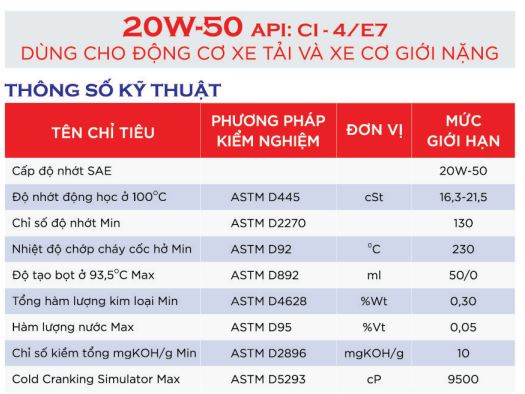 20W-50 API: CI - 4/E7
DÙNG CHO ĐỘNG CƠ XE TẢI VÀ XE CƠ GIỚI NẶNG
THÔNG SỐ KỸ THUẬT
TÊN CHỈ TIÊU PHƯƠNG PHÁP KIỂM NGHIỆM ĐƠN VỊ MỨC GIỚI HẠN
Cấp độ nhớt SAE 20W-50
Độ nhớt động học ở 100°C ASTM D445 cSt 16,3-21,5
Chỉ số độ nhớt Min ASTM D2270 130
Nhiệt độ chớp cháy cốc hở Min ASTM D92 °C 230
Độ tạo bọt ở 93,5°C Max ASTM D892 ml 50/0
Tổng hàm lượng kim loại Min ASTM D4628 %Wt 0,30
Hàm lượng nước Max ASTM D95 %Vt 0,05
Chỉ số kiềm tổng mgKOH/g Min ASTM D2896 mgKOH/g 10
Cold Cranking Simulator Max ASTM D5293 cP 9500